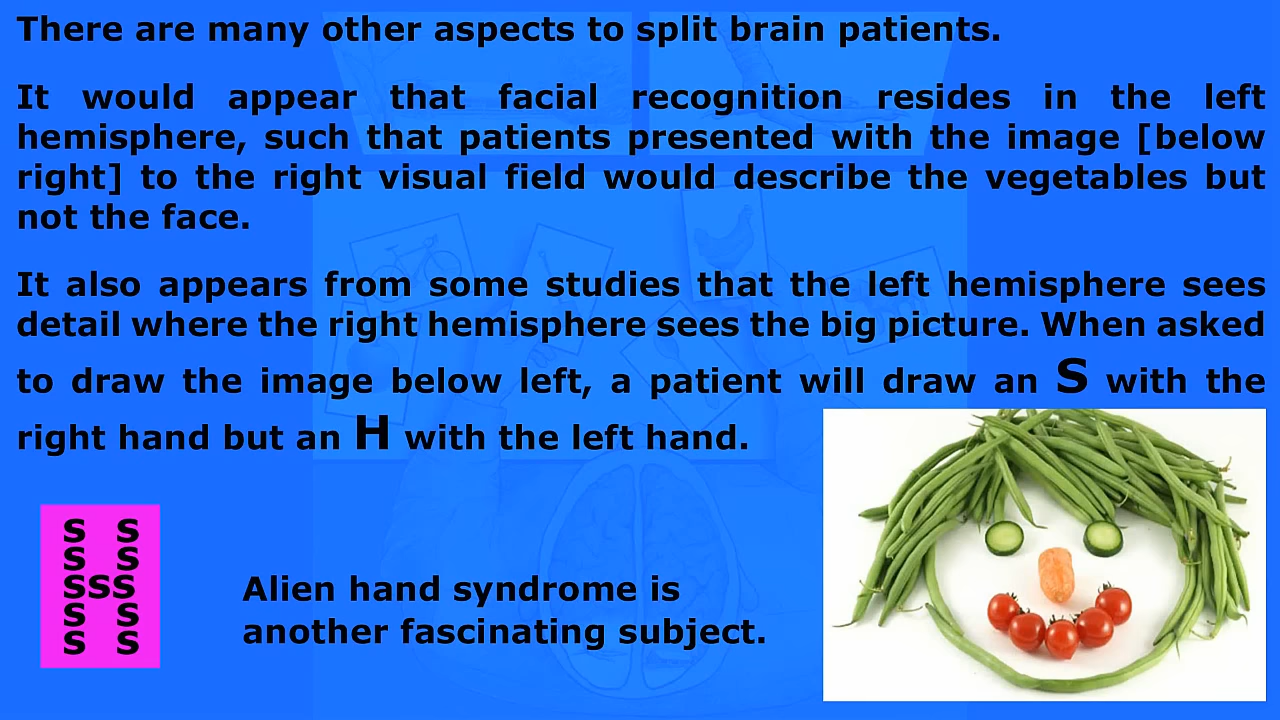 There are many other aspects to split brain patients.
It would appear that facial recognition resides in the left
hemisphere, such that patients presented with the image [below
right] to the right visual field would describe the vegetables but
not the face.
It also appears from some studies that the left hemisphere sees
detail where the right hemisphere sees the big picture. When asked
to draw the image below left, a patient will draw an S with the
right hand but an H with the left hand.
S S
S S
SSS
S S
S S
Alien hand syndrome is
another fascinating subject.